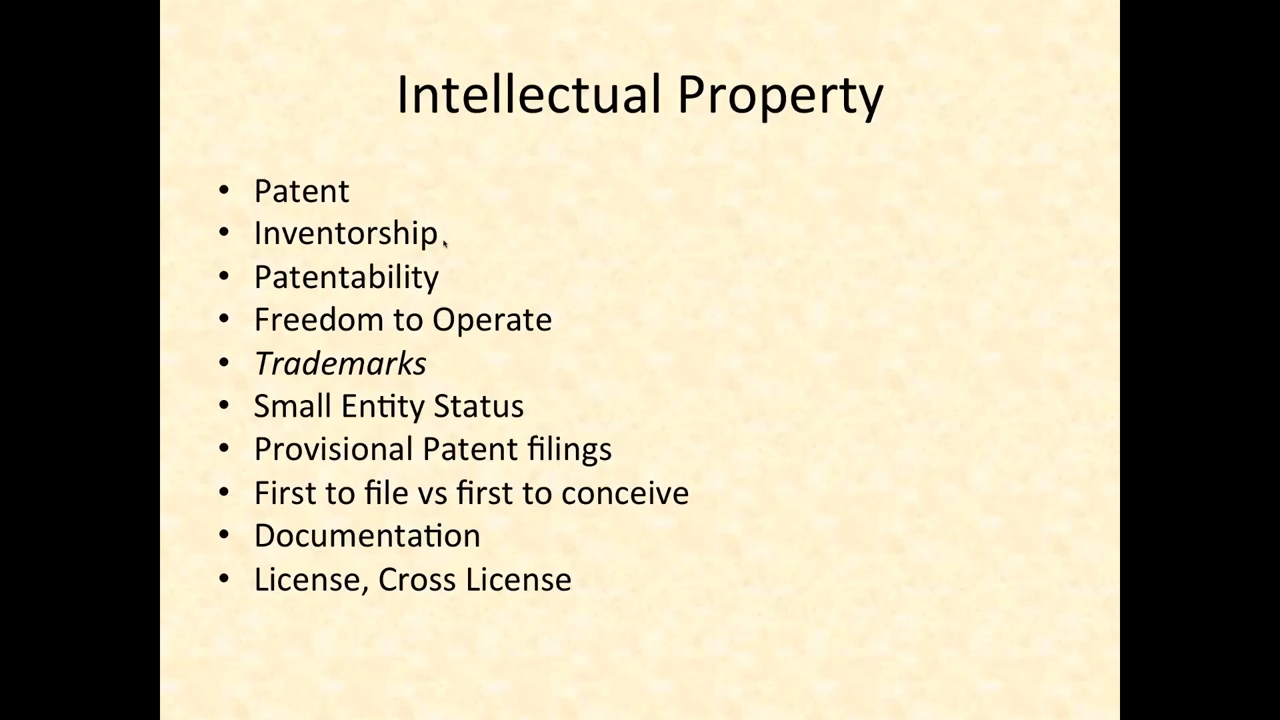 Intellectual Property
• Patent
• Inventorship
• Patentability
• Freedom to Operate
• Trademarks
• Small Entity Status
• Provisional Patent filings
• First to file vs first to conceive
• Documentation
• License, Cross License